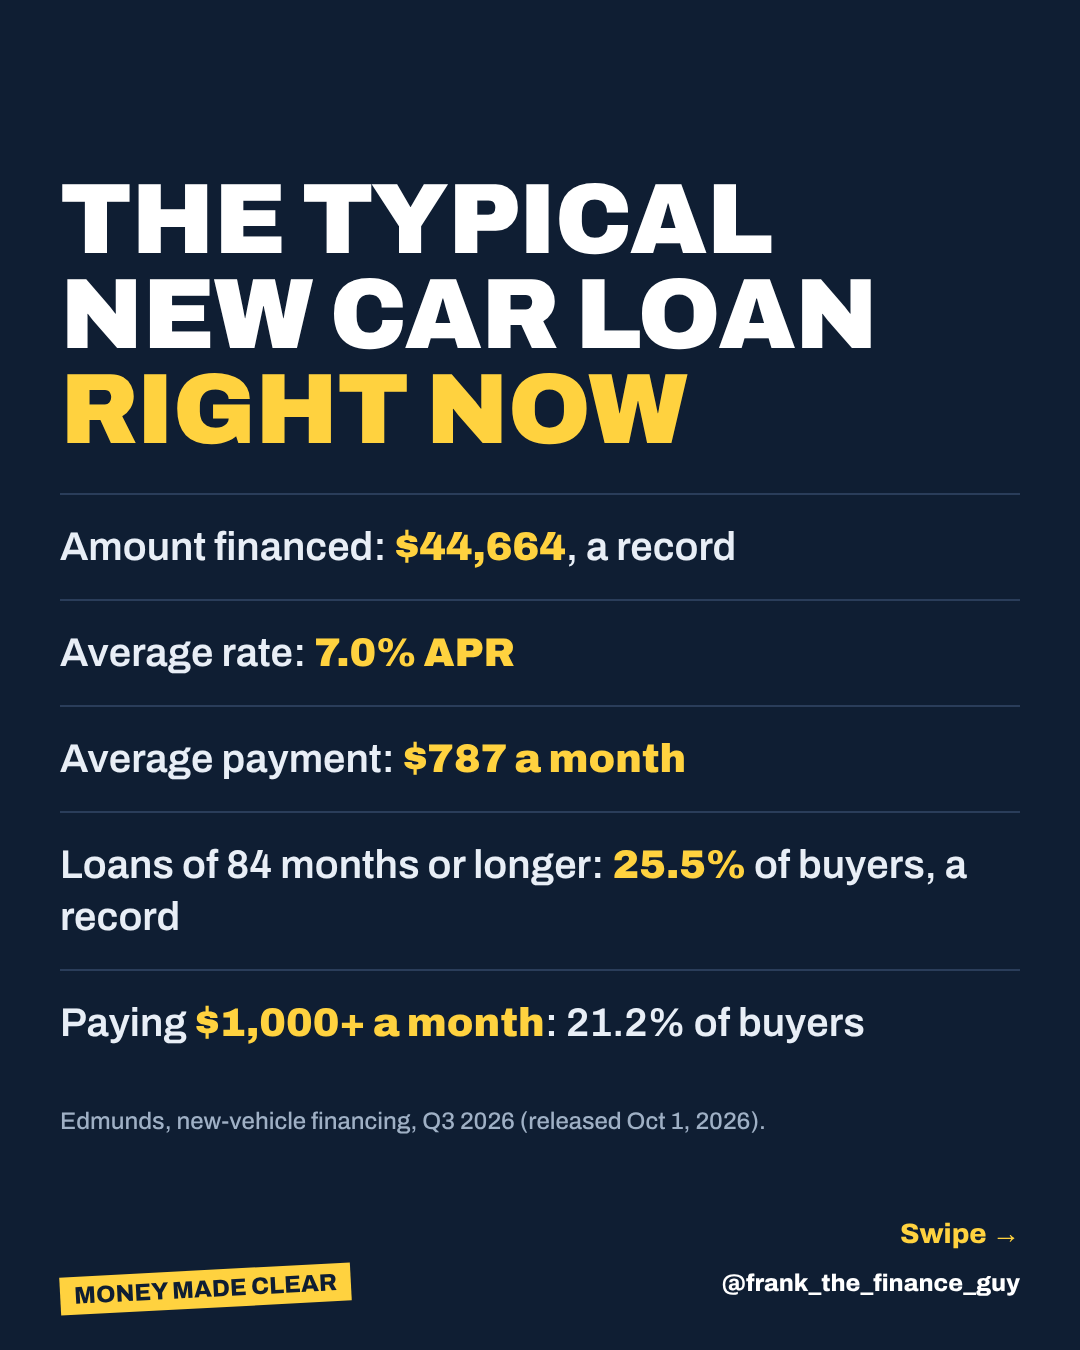 THE TYPICAL
NEW CAR LOAN
RIGHT NOW
Amount financed: $44,664, a record
Average rate: 7.0% APR
Average payment: $787 a month
Loans of 84 months or longer: 25.5% of buyers, a
record
Paying $1,000+ a month: 21.2% of buyers
Edmunds, new-vehicle financing, Q3 2026 (released Oct 1, 2026).
Swipe →
MONEY MADE CLEAR
@frank_the_finance_guy